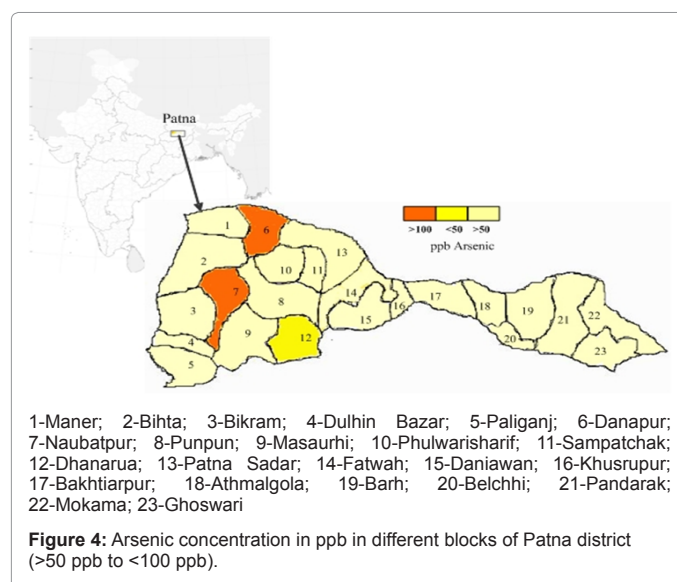 Patna
1
6
13
2
10
11
7
3
8
14
15
16
17
18
19
20
21
22
23
4
9
12
5
>100 <50 >50
ppb Arsenic
1-Maner; 2-Bihta; 3-Bikram; 4-Dulhin Bazar; 5-Paliganj; 6-Danapur;
7-Naubatpur; 8-Punpun; 9-Masaurhi; 10-Phulwarisharif; 11-Sampatchak;
12-Dhanarua; 13-Patna Sadar; 14-Fatwah; 15-Daniawan; 16-Khusrupur;
17-Bakhtiarpur; 18-Athmalgola; 19-Barh; 20-Belchhi; 21-Pandarak;
22-Mokama; 23-Ghoswari
Figure 4: Arsenic concentration in ppb in different blocks of Patna district
(>50 ppb to <100 ppb).